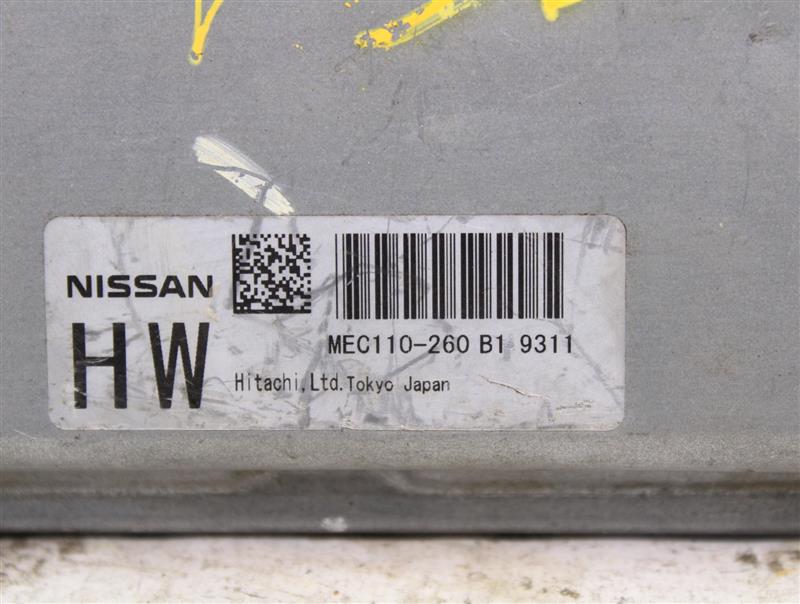 NISSAN
HW
MEC110-260 B1 9311
Hitachi,Ltd.Tokyo Japan